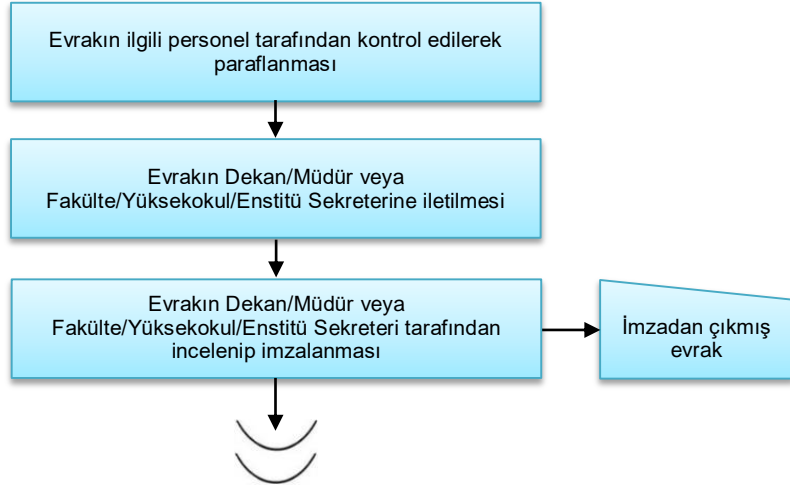 Evrakın ilgili personel tarafından kontrol edilerek
paraflanması
Evrakın Dekan/Müdür veya
Fakülte/Yüksekokul/Enstitü Sekreterine iletilmesi
Evrakın Dekan/Müdür veya
Fakülte/Yüksekokul/Enstitü Sekreteri tarafından
incelenip imzalanması
İmzadan çıkmış
evrak